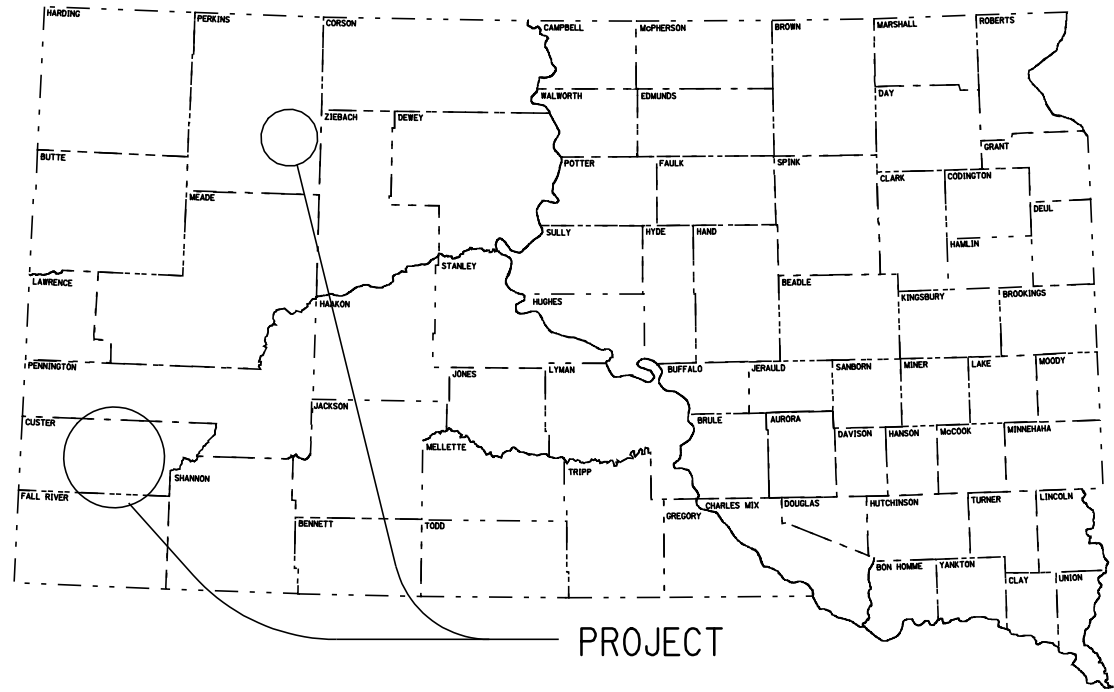 HARDING
PERKINS
CORSON
CAMPBELL
McPHERSON
BROWN
MARSHALL
ROBERTS
WALWORTH
EDMUNDS
DAY
ZIEBACH
DEWEY
GRANT
BUTTE
POTTER
FAULK
SPINK
CLARK
CODINGTON
MEADE
DEUL
SULLY
HYDE
HAND
HAMLIN
STANLEY
LAWRENCE
BEADLE
KINGSBURY
BROOKINGS
HAAKON
HUGHES
PENNINGTON
JONES
LYMAN
BUFFALO
JERAULD
SANBORN
MINER
LAKE
MOODY
JACKSON
CUSTER
BRULE
AURORA
DAVISON
HANSON
McCOOK
MINNEHAHA
MELLETTE
TRIPP
SHANNON
FALL RIVER
GREGORY
CHARLES MIX
DOUGLAS
HUTCHINSON
TURNER
LINCOLN
BENNETT
TODD
BON HOMME
YANKTON
CLAY
UNION
PROJECT